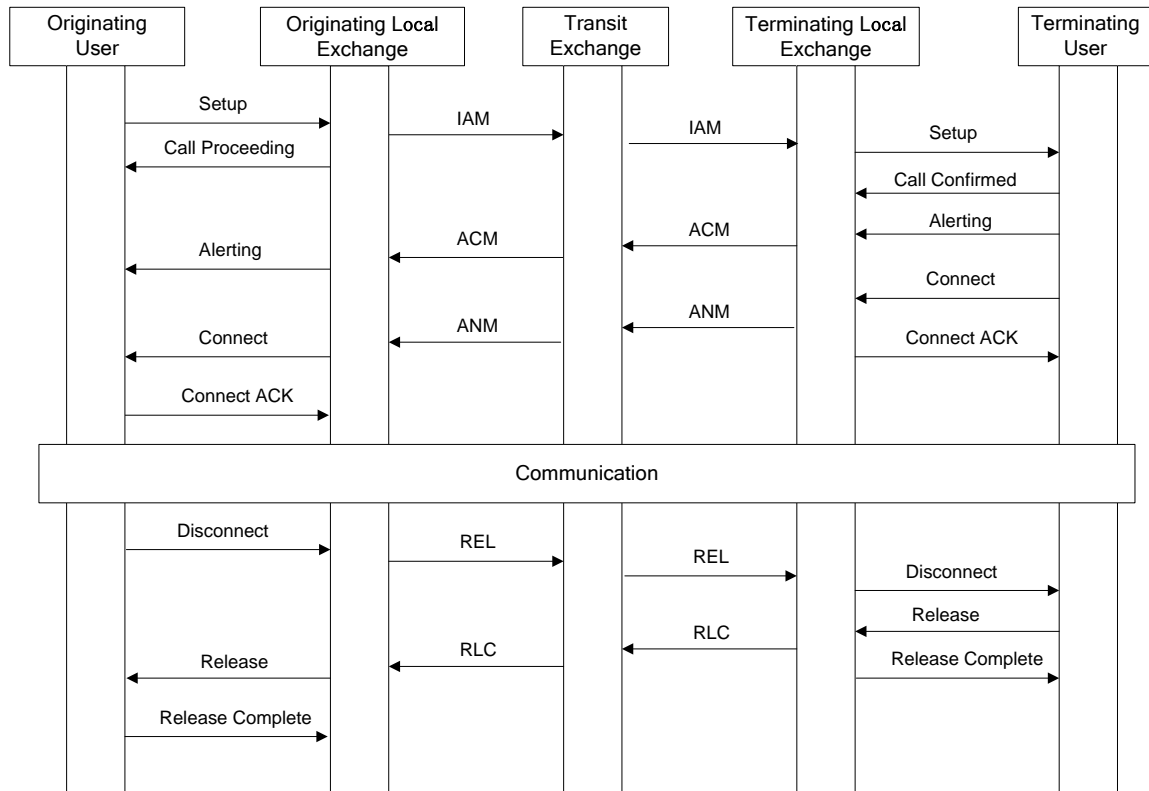 Originating
User
Originating Local
Exchange
Transit
Exchange
Terminating Local
Exchange
Terminating
User
Setup
IAM
IAM
Setup
Call Proceeding
Call Confirmed
Alerting
ACM
ACM
Alerting
Connect
ANM
ANM
Connect
Connect ACK
Connect ACK
Communication
Disconnect
REL
REL
Disconnect
Release
RLC
RLC
Release
Release Complete
Release Complete